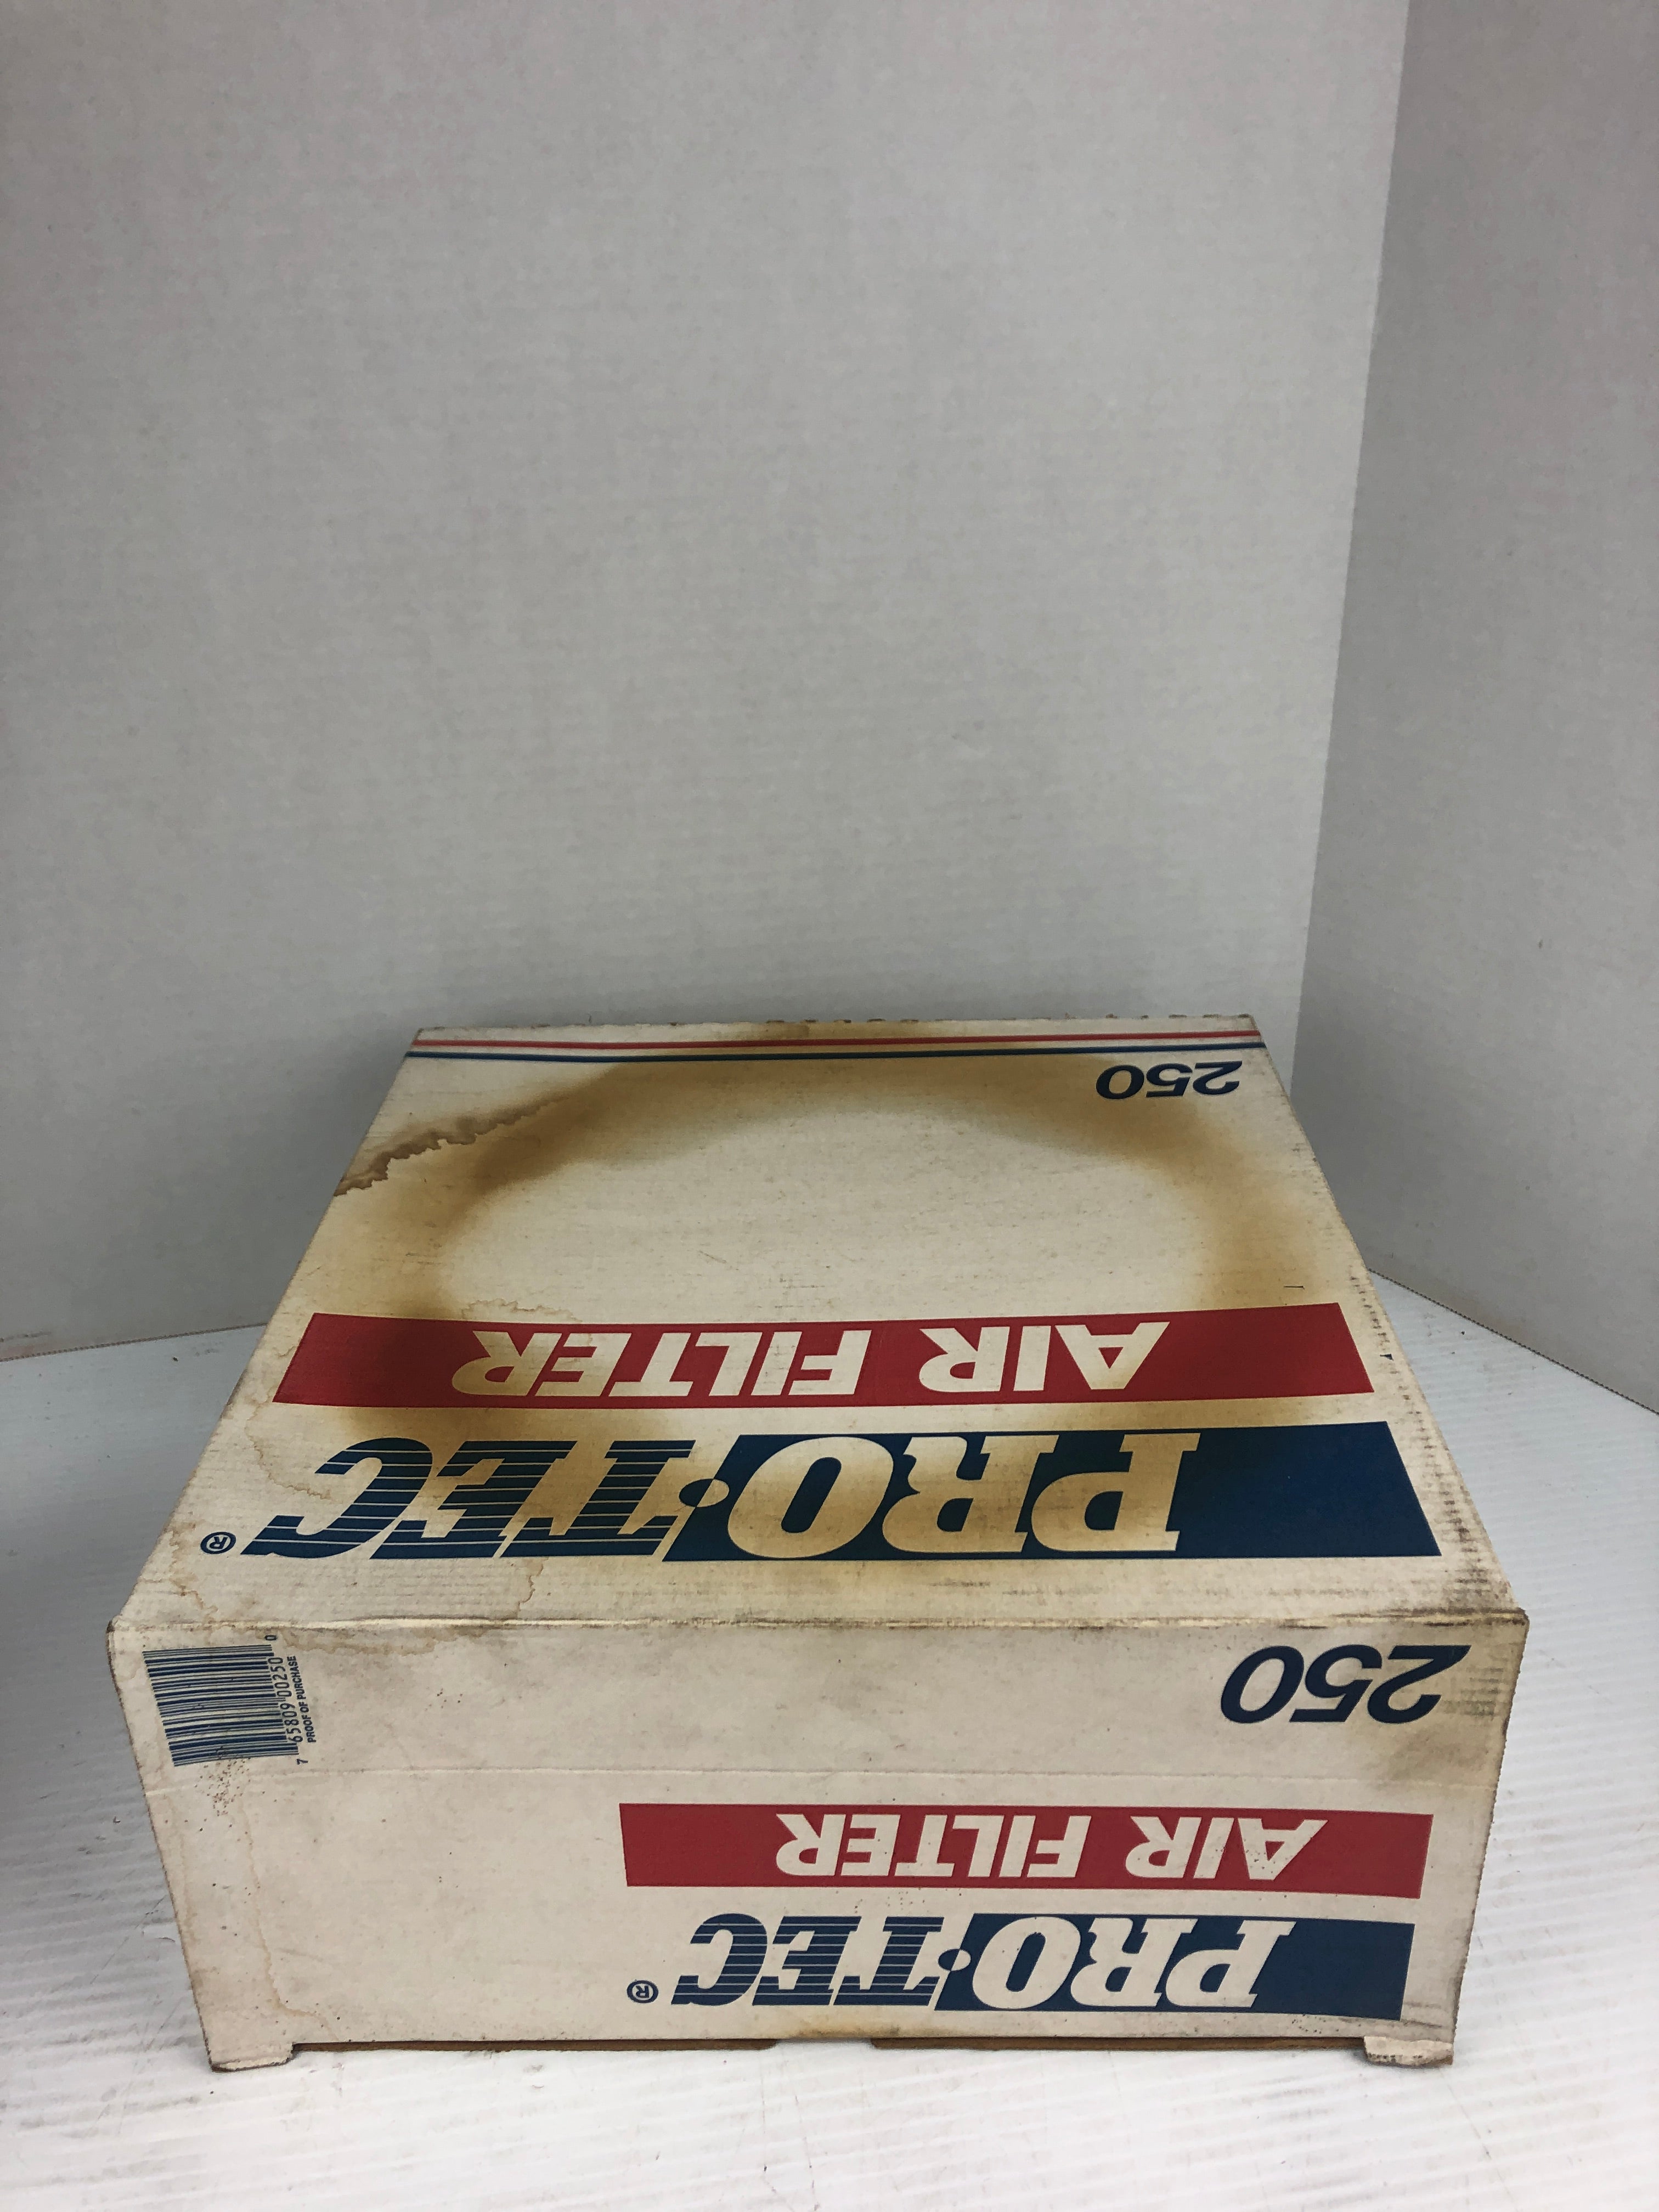 PRO·TEC®
AIR FILTER
250
PRO·TEC®
AIR FILTER
250
7 65809 00250 0
PROOF OF PURCHASE